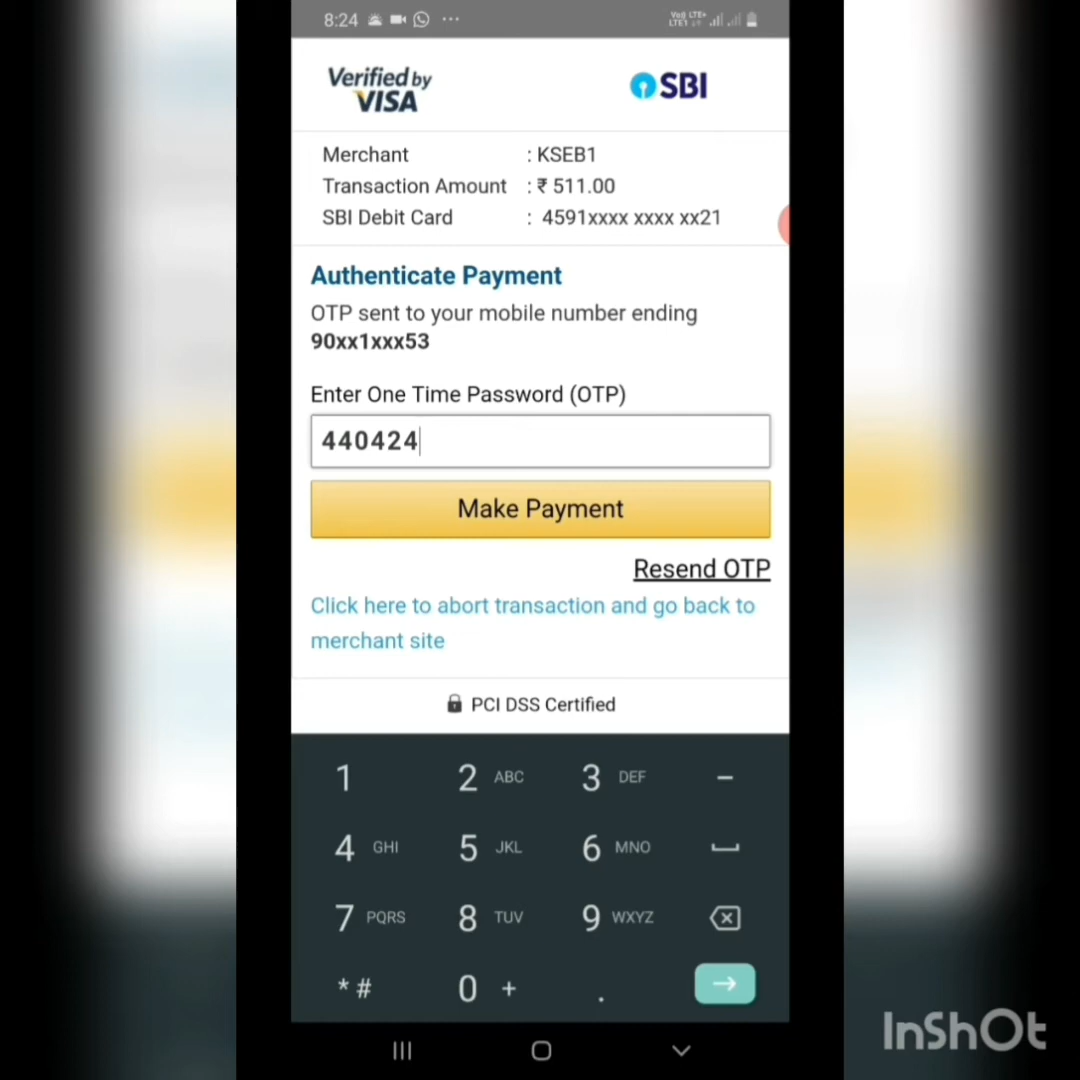 8:24
VoB LTE+
LTE1
Verified by
VISA
SBI
Merchant : KSEB1
Transaction Amount : ₹ 511.00
SBI Debit Card : 4591xxxx xxxx xx21
Authenticate Payment
OTP sent to your mobile number ending
90xx1xxx53
Enter One Time Password (OTP)
440424
Make Payment
Resend OTP
Click here to abort transaction and go back to
merchant site
PCI DSS Certified
1 2 ABC 3 DEF –
4 GHI 5 JKL 6 MNO
7 PQRS 8 TUV 9 WXYZ
* # 0 + .
InShOt